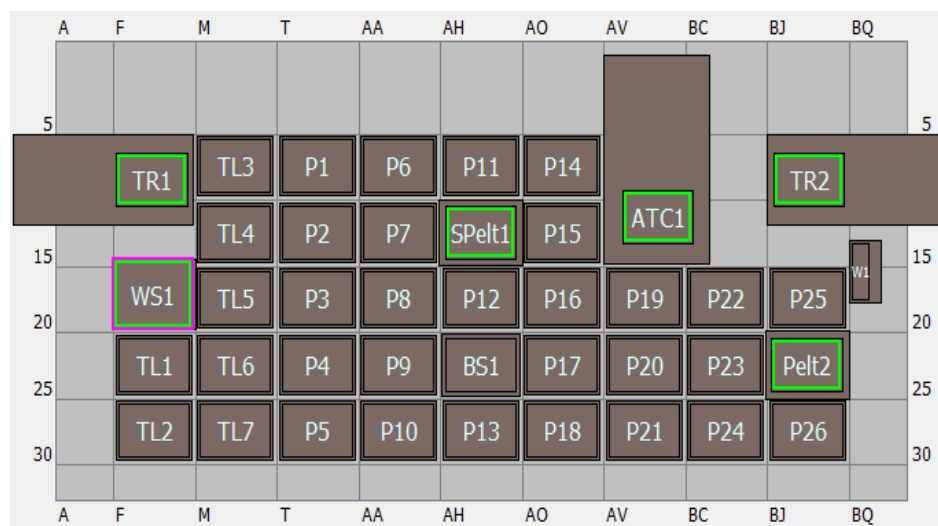 A F M T AA AH AO AV BC BJ BQ
5 5
TR1 TL3 P1 P6 P11 P14 TR2
TL4 P2 P7 SPelt1 P15 ATC1
15 15
W1
WS1 TL5 P3 P8 P12 P16 P19 P22 P25
20 20
TL1 TL6 P4 P9 BS1 P17 P20 P23 Pelt2
25 25
TL2 TL7 P5 P10 P13 P18 P21 P24 P26
30 30
A F M T AA AH AO AV BC BJ BQ